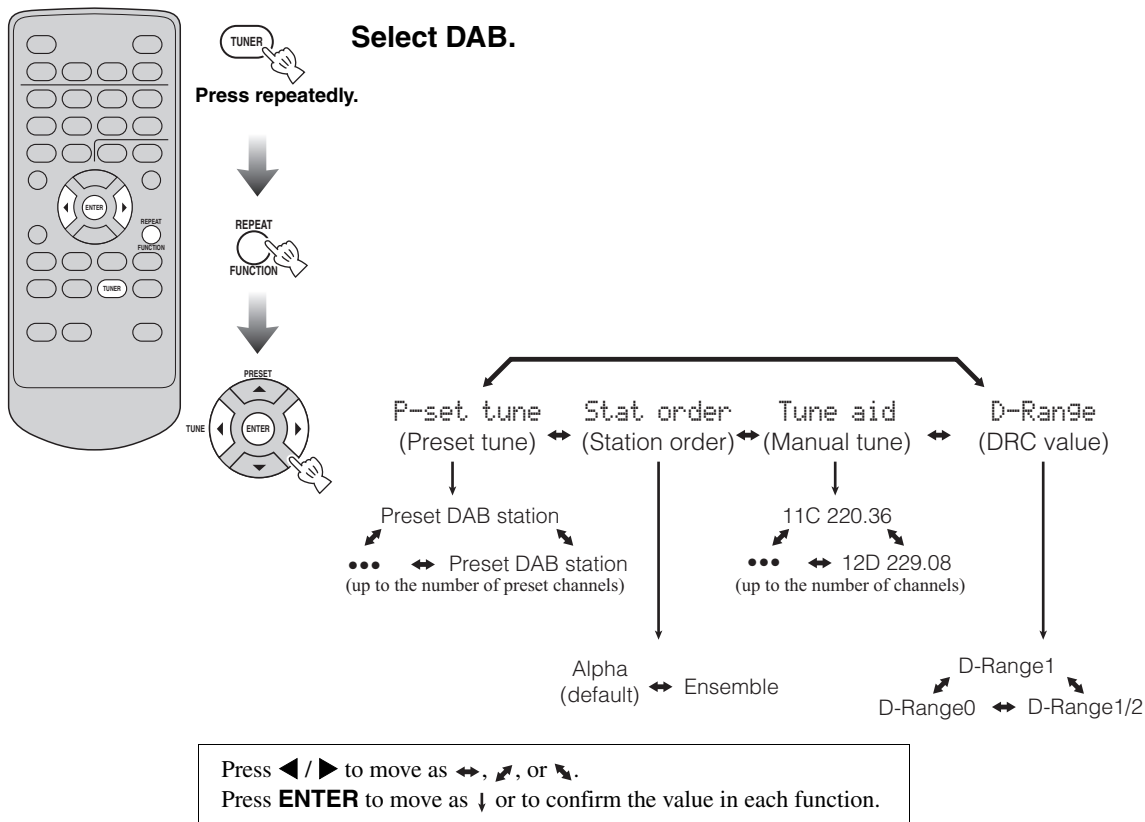 TUNER
Select DAB.
Press repeatedly.
ENTER
REPEAT
FUNCTION
TUNER
REPEAT
FUNCTION
PRESET
TUNE
ENTER
P-set tune ↔ Stat order ↔ Tune aid ↔ D-Range
(Preset tune) (Station order) (Manual tune) (DRC value)
Preset DAB station
••• ↔ Preset DAB station
(up to the number of preset channels)
11C 220.36
••• ↔ 12D 229.08
(up to the number of channels)
Alpha
(default) ↔ Ensemble
D-Range1
D-Range0 ↔ D-Range1/2
Press ◀ / ▶ to move as ↔, ⤢, or ⤡.
Press ENTER to move as ↓ or to confirm the value in each function.